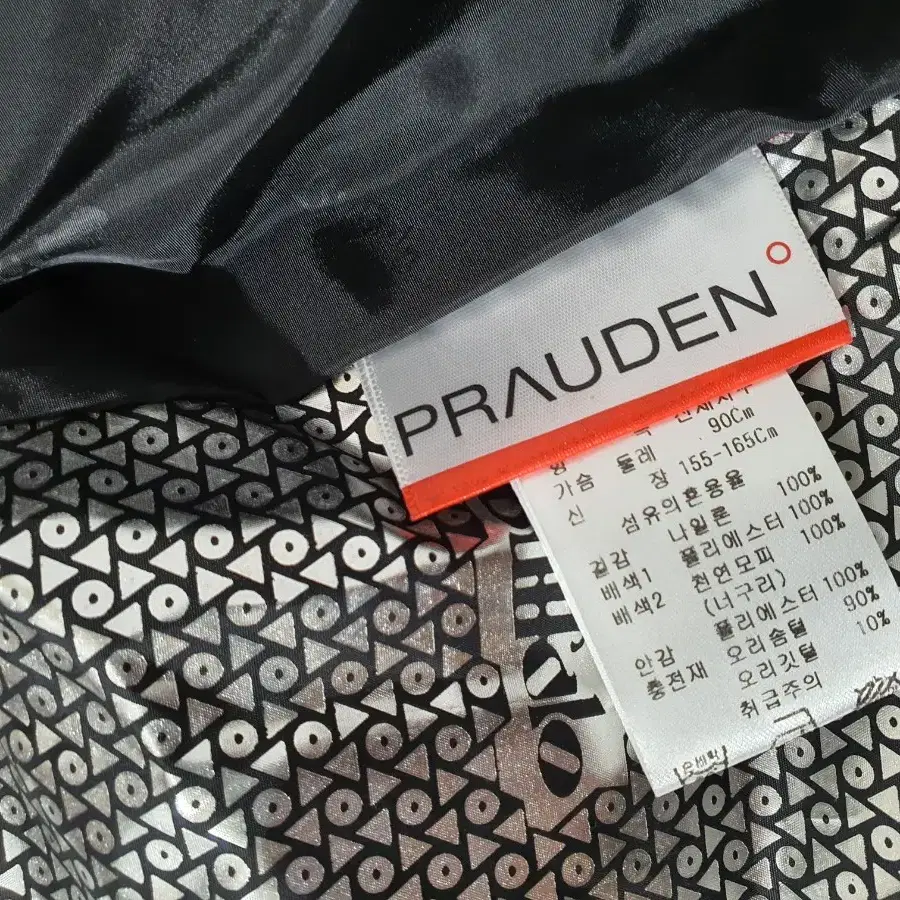 PRAUDEN
90Cm
가슴 둘레
신 장 155-165Cm
섬유의혼용율
겉감 나일론 100%
배색1 폴리에스터 100%
배색2 천연모피 100%
(너구리)
안감 폴리에스터 100%
충전재 오리솜털 90%
오리깃털 10%
취급주의